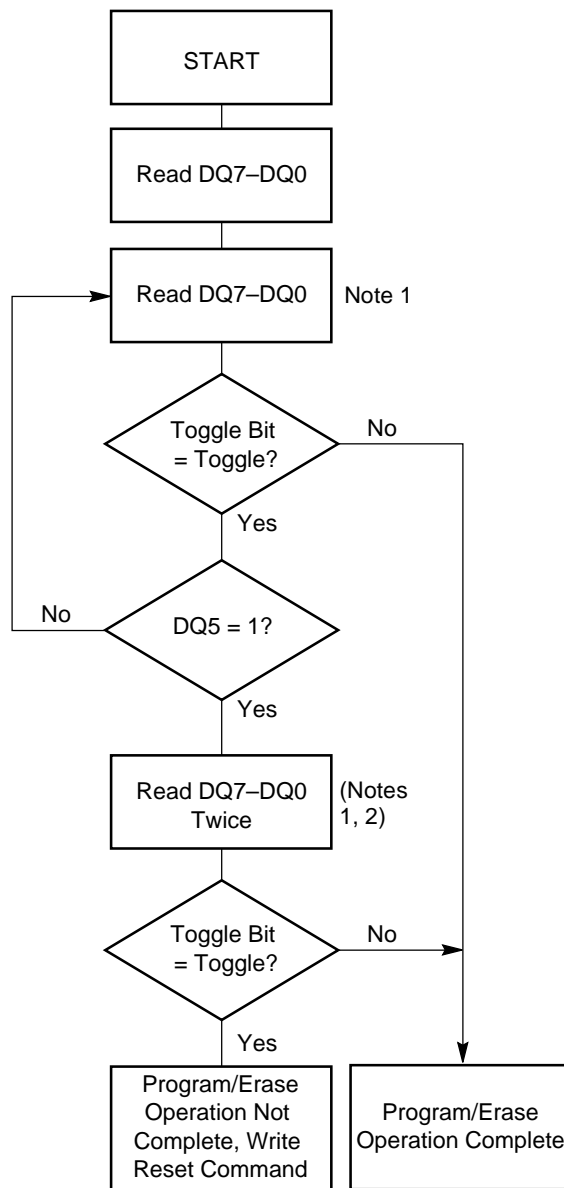 START
Read DQ7–DQ0
Read DQ7–DQ0
Note 1
Toggle Bit
= Toggle?
No
Yes
No
DQ5 = 1?
Yes
Read DQ7–DQ0
Twice
(Notes
1, 2)
Toggle Bit
= Toggle?
No
Yes
Program/Erase
Operation Not
Complete, Write
Reset Command
Program/Erase
Operation Complete